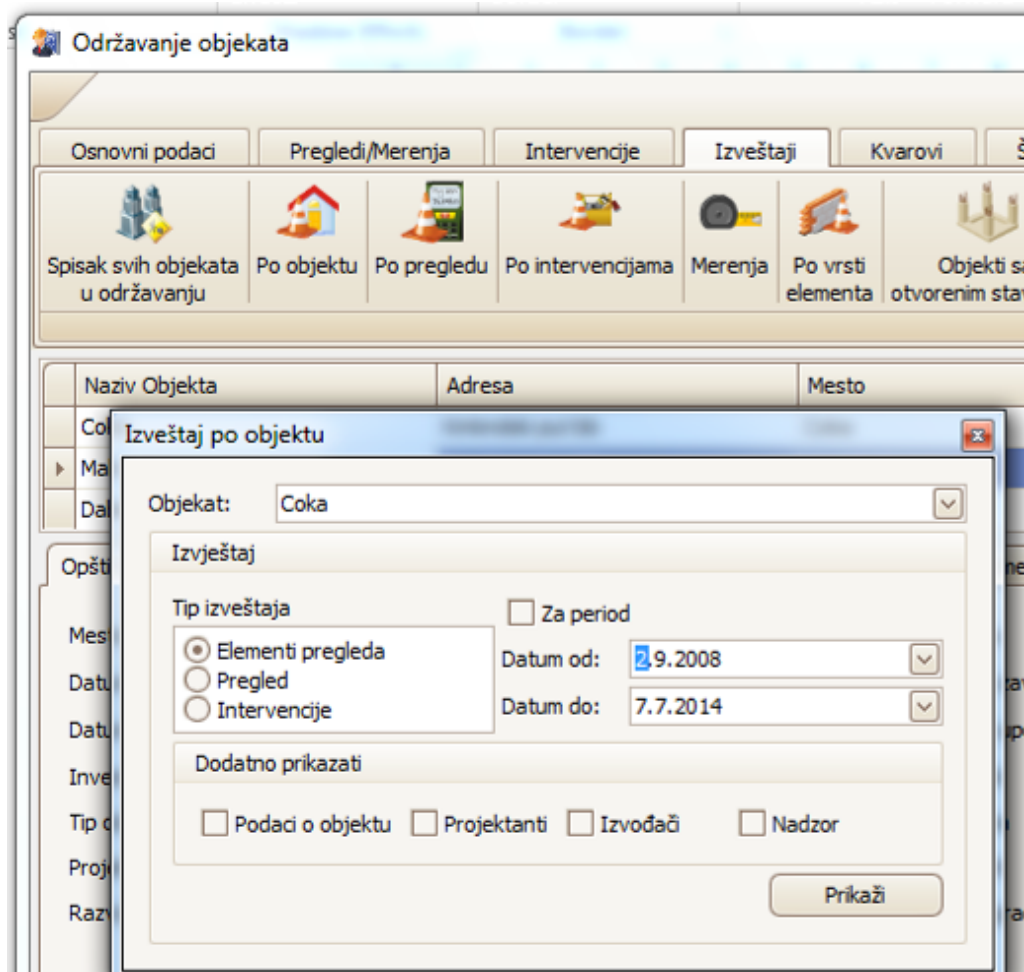 Održavanje objekata
Osnovni podaci Pregledi/Merenja Intervencije Izveštaji Kvarovi
Spisak svih objekata Po objektu Po pregledu Po intervencijama Merenja Po vrsti Objekti
u održavanju elementa otvorenim
Naziv Objekta Adresa Mesto
Izveštaj po objektu
Objekat: Coka
Izvještaj
Tip izveštaja Za period
Elementi pregleda Datum od: 2.9.2008
Pregled
Intervencije Datum do: 7.7.2014
Dodatno prikazati
Podaci o objektu Projektanti Izvođači Nadzor
Prikaži